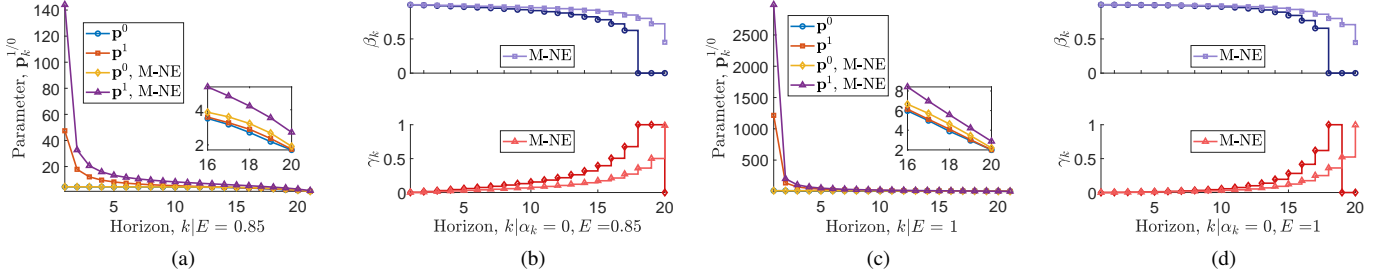 Parameter, p_k^{1/0}
140
120
100
80
60
40
20
p^0
p^1
p^0, M-NE
p^1, M-NE
4
2
16 18 20
5 10 15 20
Horizon, k|E = 0.85
(a)
β_k
0.5
0
M-NE
γ_k
1
0.5
0
M-NE
5 10 15 20
Horizon, k|α_k = 0, E =0.85
(b)
Parameter, p_k^{1/0}
2500
2000
1500
1000
500
p^0
p^1
p^0, M-NE
p^1, M-NE
8
6
4
2
16 18 20
5 10 15 20
Horizon, k|E = 1
(c)
β_k
0.5
0
M-NE
γ_k
1
0.5
0
M-NE
5 10 15 20
Horizon, k|α_k = 0, E =1
(d)